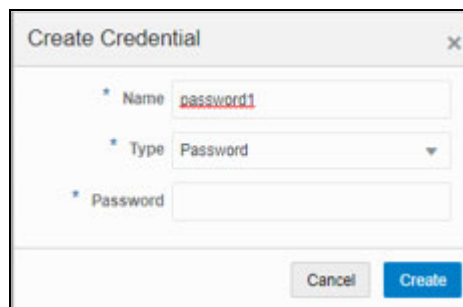 Create Credential
* Name password1
* Type Password
* Password
Cancel Create